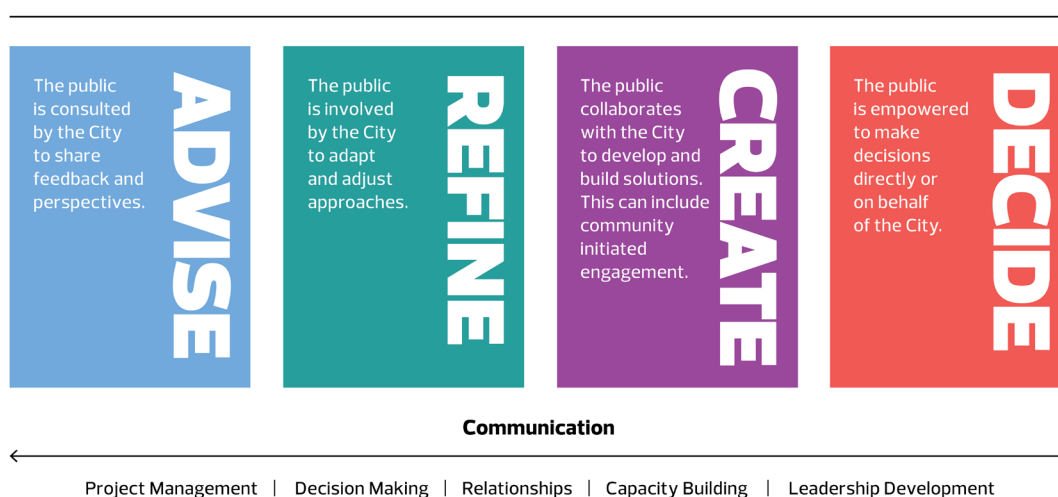 The public
is consulted
by the City
to share
feedback and
perspectives.
ADVISE
The public
is involved
by the City
to adapt
and adjust
approaches.
REFINE
The public
collaborates
with the City
to develop and
build solutions.
This can include
community
initiated
engagement.
CREATE
The public
is empowered
to make
decisions
directly or
on behalf
of the City.
DECIDE
Communication
Project Management | Decision Making | Relationships | Capacity Building | Leadership Development